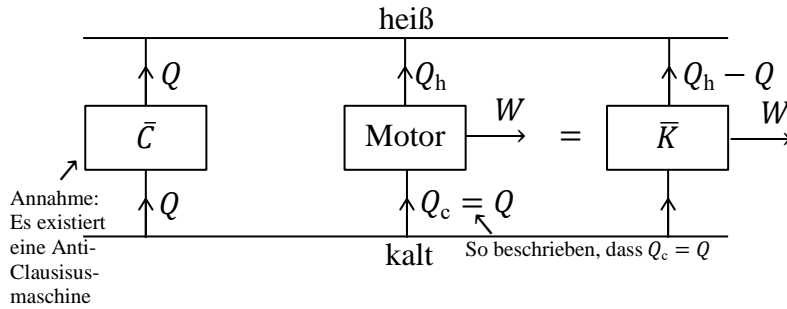 heiß
Q
Q_h
Q_h − Q
C̄
Motor
W
=
K̄
W
Q
Q_c = Q
Annahme:
Es existiert
eine Anti-
Clausisus-
maschine
kalt
So beschrieben, dass Q_c = Q